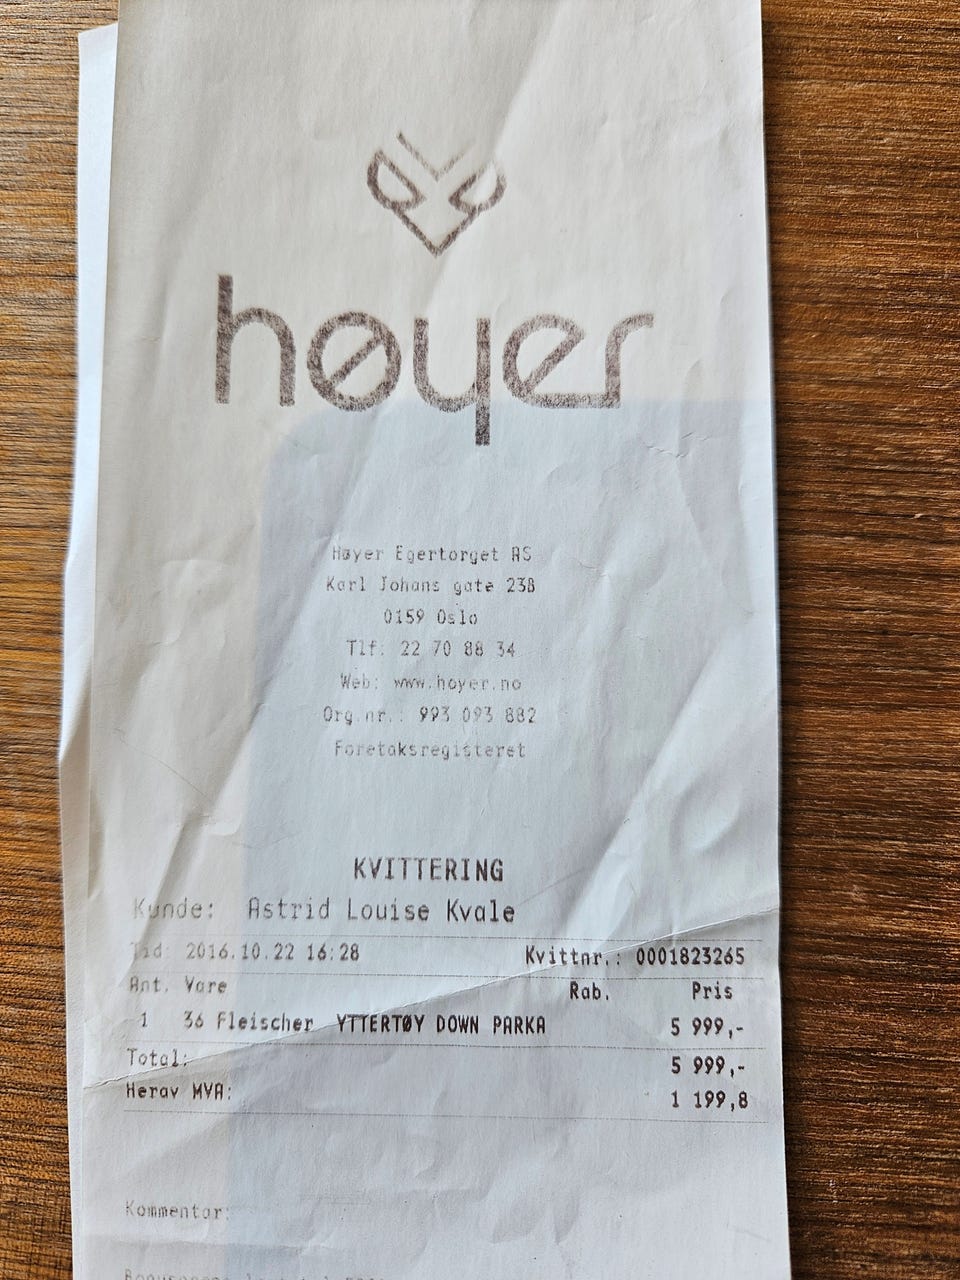 høyer
Høyer Egertorget AS
Karl Johans gate 23B
0159 Oslo
Tlf: 22 70 88 34
Web: www.hoyer.no
Org.nr.: 993 093 882
Foretaksregisteret
KVITTERING
Kunde: Astrid Louise Kvale
Tid: 2016.10.22 16:28 Kvittnr.: 0001823265
Ant. Vare Rab. Pris
1 36 Fleischer YTTERTØY DOWN PARKA 5 999,-
Total: 5 999,-
Herav MVA: 1 199,8
Kommentar: